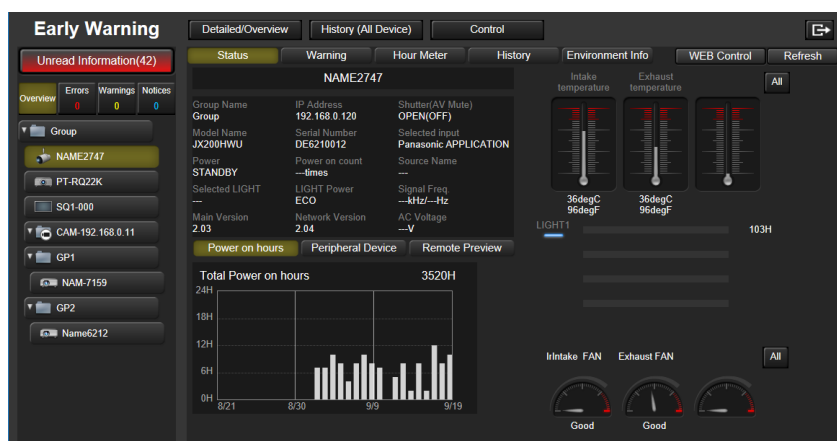 Early Warning
Detailed/Overview
History (All Device)
Control
Unread Information(42)
Overview
Errors
0
Warnings
0
Notices
0
Group
NAME2747
PT-RQ22K
SQ1-000
CAM-192.168.0.11
GP1
NAM-7159
GP2
Name6212
Status
Warning
Hour Meter
History
Environment Info
WEB Control
Refresh
NAME2747
Group Name
Group
IP Address
192.168.0.120
Shutter(AV Mute)
OPEN(OFF)
Model Name
JX200HWU
Serial Number
DE6210012
Selected input
Panasonic APPLICATION
Power
STANDBY
Power on count
---times
Source Name
---
Selected LIGHT
---
LIGHT Power
ECO
Signal Freq.
---kHz/---Hz
Main Version
2.03
Network Version
2.04
AC Voltage
---V
Power on hours
Peripheral Device
Remote Preview
Total Power on hours
3520H
24H
18H
12H
6H
0H
8/21
8/30
9/9
9/19
Intake temperature
Exhaust temperature
All
36degC
96degF
36degC
96degF
LIGHT1
103H
IrIntake FAN
Exhaust FAN
All
Good
Good